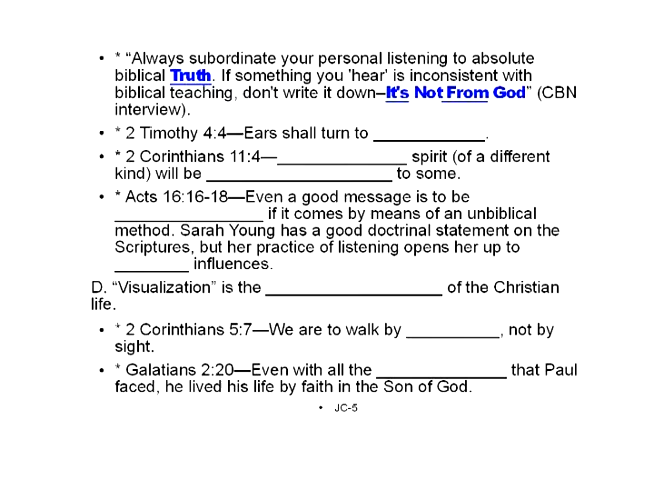 • * “Always subordinate your personal listening to absolute
biblical Truth. If something you 'hear' is inconsistent with
biblical teaching, don't write it down–It's Not From God” (CBN
interview).
• * 2 Timothy 4:4—Ears shall turn to ____________.
• * 2 Corinthians 11:4—______________ spirit (of a different
kind) will be ____________________ to some.
• * Acts 16:16-18—Even a good message is to be
________________ if it comes by means of an unbiblical
method. Sarah Young has a good doctrinal statement on the
Scriptures, but her practice of listening opens her up to
________ influences.
D. “Visualization” is the ___________________ of the Christian
life.
• * 2 Corinthians 5:7—We are to walk by __________, not by
sight.
• * Galatians 2:20—Even with all the ______________ that Paul
faced, he lived his life by faith in the Son of God.
• JC-5